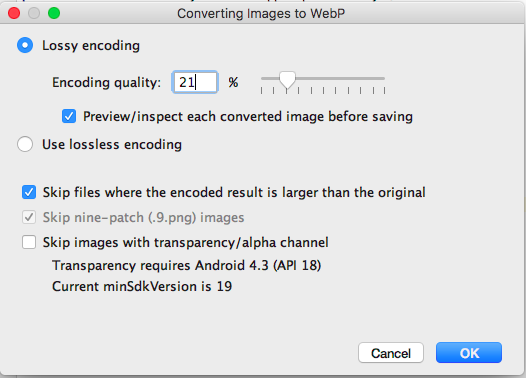 Converting Images to WebP
Lossy encoding
Encoding quality: 21 %
Preview/inspect each converted image before saving
Use lossless encoding
Skip files where the encoded result is larger than the original
Skip nine-patch (.9.png) images
Skip images with transparency/alpha channel
Transparency requires Android 4.3 (API 18)
Current minSdkVersion is 19
Cancel OK